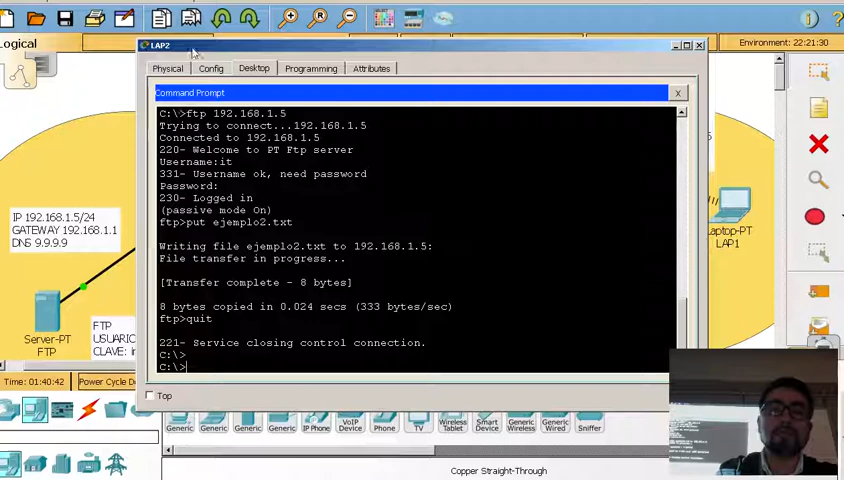 Logical
LAP2
Environment: 22:21:30
Physical
Config
Desktop
Programming
Attributes
Command Prompt
X
C:\>ftp 192.168.1.5
Trying to connect...192.168.1.5
Connected to 192.168.1.5
220- Welcome to PT Ftp server
Username:it
331- Username ok, need password
Password:
230- Logged in
(passive mode On)
ftp>put ejemplo2.txt
Writing file ejemplo2.txt to 192.168.1.5:
File transfer in progress...
[Transfer complete - 8 bytes]
8 bytes copied in 0.024 secs (333 bytes/sec)
ftp>quit
221- Service closing control connection.
C:\>
C:\>
Top
IP 192.168.1.5/24
GATEWAY 192.168.1.1
DNS 9.9.9.9
Server-PT
FTP
FTP
USUARIO
CLAVE: i
Laptop-PT
LAP1
Time: 01:40:42
Power Cycle De
Generic
Generic
Generic
Generic
IP Phone
VoIP
Device
Phone
TV
Wireless
Tablet
Smart
Device
Generic
Wireless
Generic
Wired
Sniffer
Copper Straight-Through